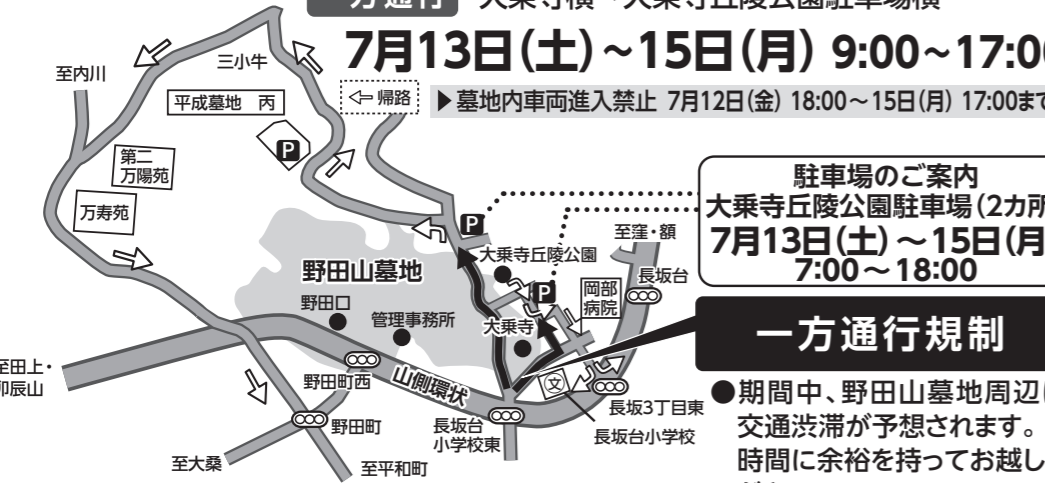 一方通行 大乗寺横→大乗寺丘陵公園駐車場横
7月13日(土)～15日(月) 9:00～17:00
▶墓地内車両進入禁止 7月12日(金) 18:00～15日(月) 17:00まで
至内川
三小牛
平成墓地 丙
帰路
P
第二
万陽苑
万寿苑
駐車場のご案内
大乗寺丘陵公園駐車場(2カ所
7月13日(土)～15日(月
7:00～18:00
P
至窪・額
大乗寺丘陵公園
長坂台
野田山墓地
P
岡部
病院
野田口
管理事務所
大乗寺
一方通行規制
至田上・
卯辰山
野田町西
山側環状
文
長坂3丁目東
●期間中、野田山墓地周辺は
交通渋滞が予想されます。
時間に余裕を持ってお越し
野田町
長坂台
小学校東
長坂台小学校
至大桑
至平和町